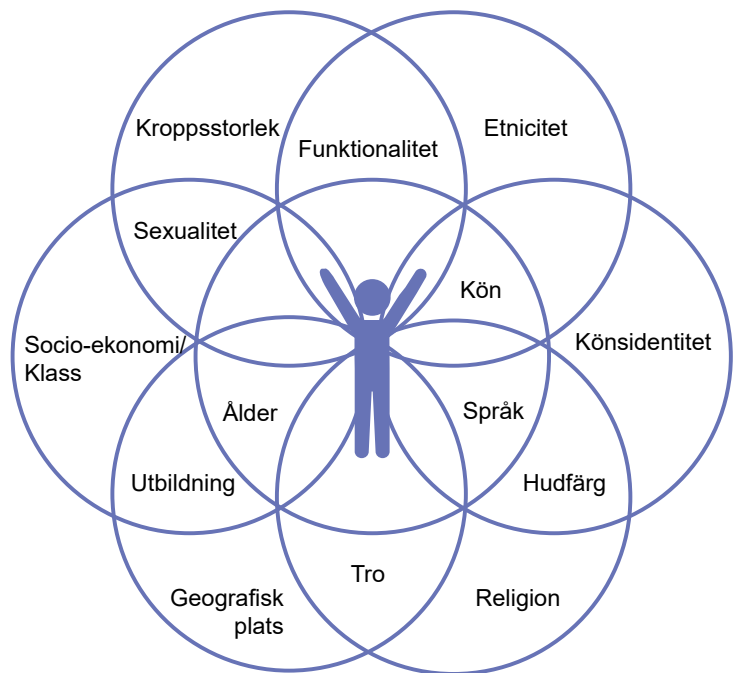 Kroppsstorlek
Etnicitet
Funktionalitet
Sexualitet
Kön
Socio-ekonomi/
Klass
Könsidentitet
Ålder
Språk
Utbildning
Hudfärg
Tro
Geografisk
plats
Religion